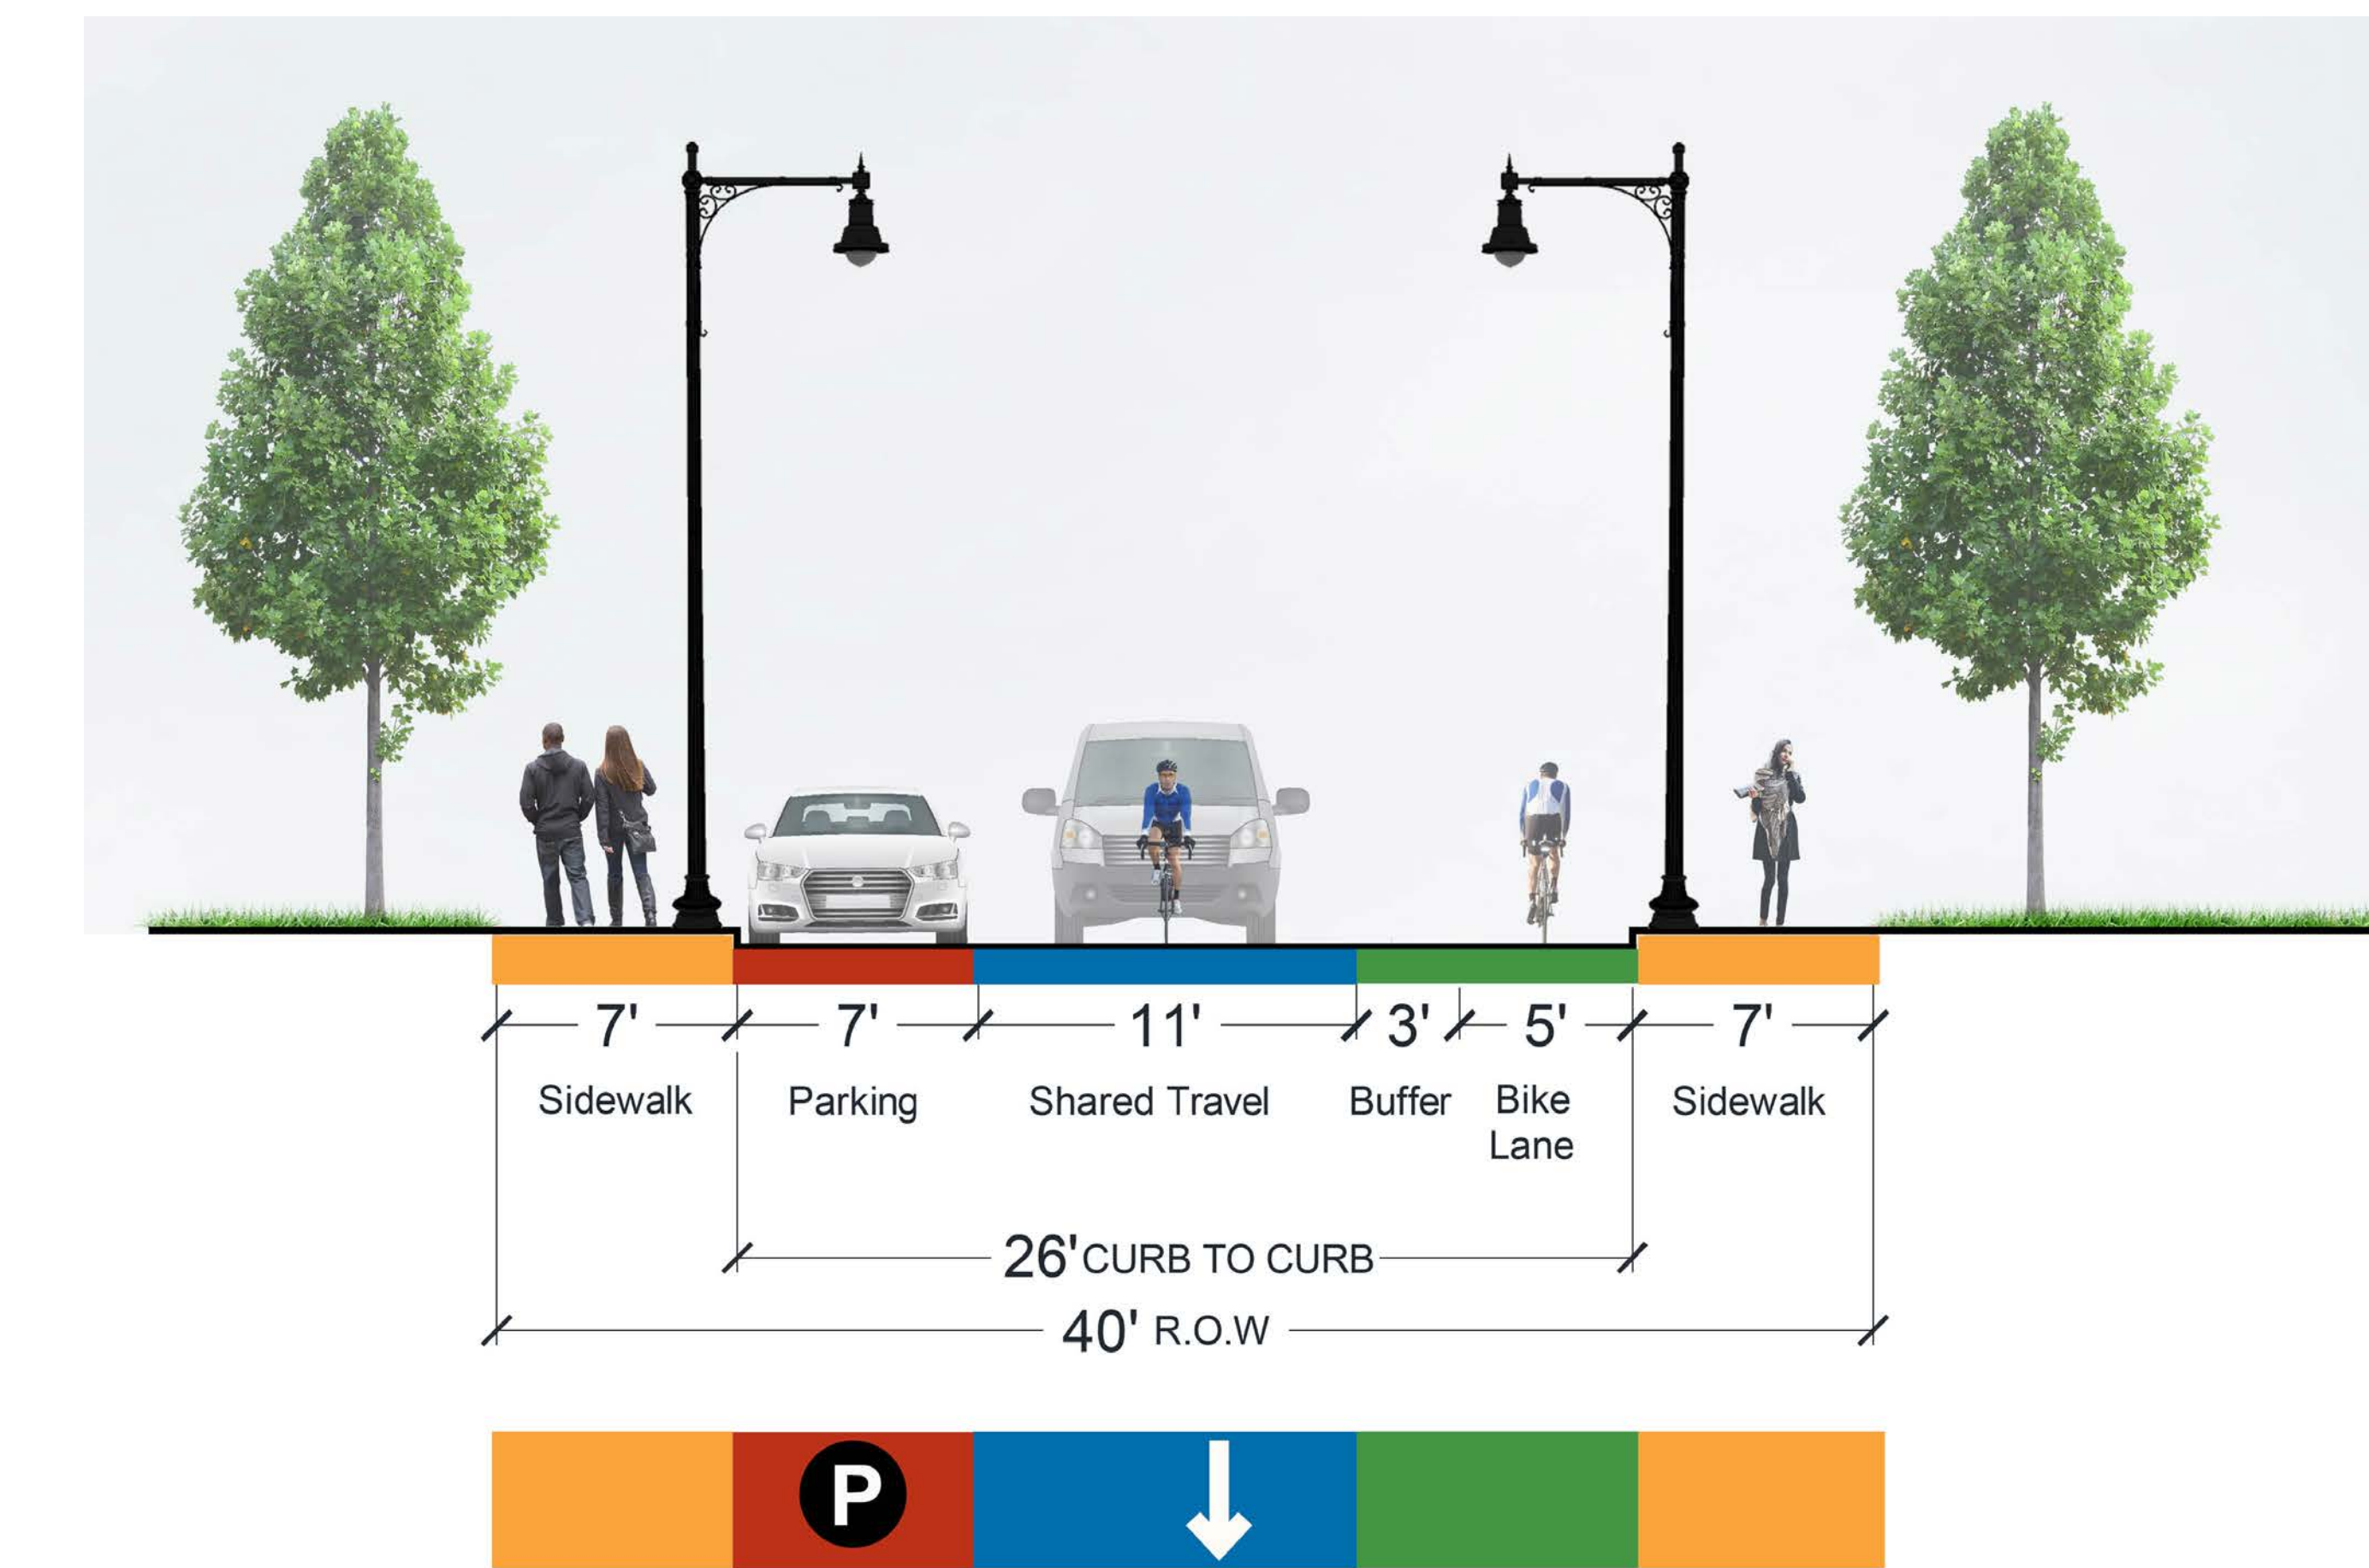 7' 7' 11' 3' 5' 7'
Sidewalk Parking Shared Travel Buffer Bike Lane Sidewalk
26' CURB TO CURB
40' R.O.W
P